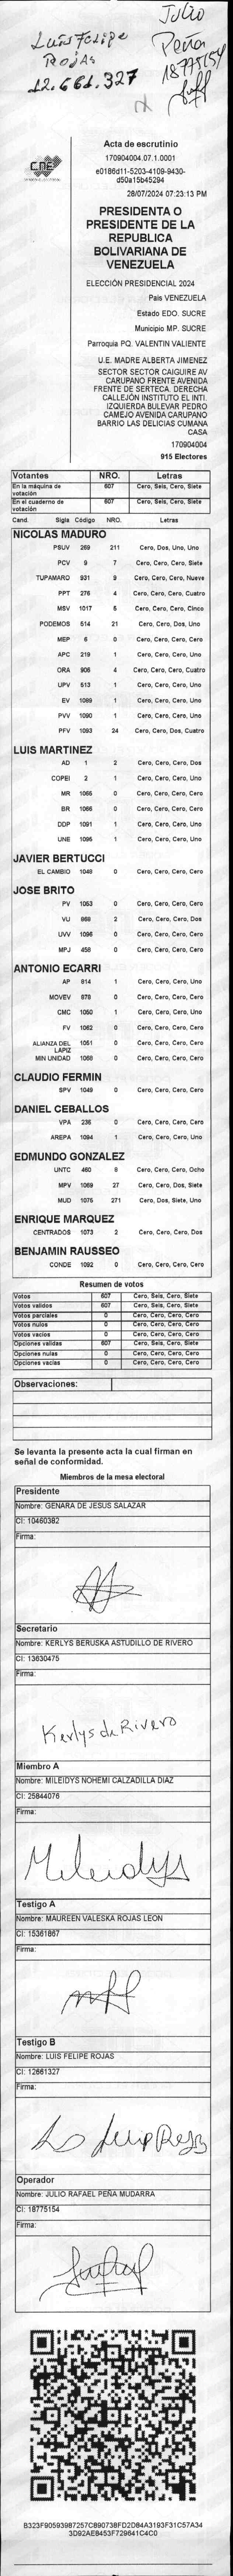 Luis Felipe
Rojas
12.661.327
Julio
Peña
18775154
CNE
Acta de escrutinio
170904004.07.1.0001
e0186d11-5203-4109-9430-
d50a15b45294
28/07/2024 07:23:13 PM
PRESIDENTA O
PRESIDENTE DE LA
REPUBLICA
BOLIVARIANA DE
VENEZUELA
ELECCIÓN PRESIDENCIAL 2024
Pais VENEZUELA
Estado EDO. SUCRE
Municipio MP. SUCRE
Parroquia PQ. VALENTIN VALIENTE
U.E. MADRE ALBERTA JIMENEZ
SECTOR SECTOR CAIGUIRE AV
CARUPANO FRENTE AVENIDA
FRENTE DE SERTECA. DERECHA
CALLEJÓN INSTITUTO EL INTI.
IZQUIERDA BULEVAR PEDRO
CAMEJO AVENIDA CARUPANO
BARRIO LAS DELICIAS CUMANA
CASA
170904004
915 Electores
Votantes NRO. Letras
En la máquina de votación 607 Cero, Seis, Cero, Siete
En el cuaderno de votación 607 Cero, Seis, Cero, Siete
Cand. Sigla Código NRO. Letras
NICOLAS MADURO
PSUV 269 211 Cero, Dos, Uno, Uno
PCV 9 7 Cero, Cero, Cero, Siete
TUPAMARO 931 9 Cero, Cero, Cero, Nueve
PPT 276 4 Cero, Cero, Cero, Cuatro
MSV 1017 5 Cero, Cero, Cero, Cinco
PODEMOS 514 21 Cero, Cero, Dos, Uno
MEP 6 0 Cero, Cero, Cero, Cero
APC 219 1 Cero, Cero, Cero, Uno
ORA 906 4 Cero, Cero, Cero, Cuatro
UPV 513 1 Cero, Cero, Cero, Uno
EV 1089 1 Cero, Cero, Cero, Uno
PVV 1090 1 Cero, Cero, Cero, Uno
PFV 1093 24 Cero, Cero, Dos, Cuatro
LUIS MARTINEZ
AD 1 2 Cero, Cero, Cero, Dos
COPEI 2 1 Cero, Cero, Cero, Uno
MR 1065 0 Cero, Cero, Cero, Cero
BR 1066 0 Cero, Cero, Cero, Cero
DDP 1091 1 Cero, Cero, Cero, Uno
UNE 1095 1 Cero, Cero, Cero, Uno
JAVIER BERTUCCI
EL CAMBIO 1048 0 Cero, Cero, Cero, Cero
JOSE BRITO
PV 1053 0 Cero, Cero, Cero, Cero
VU 868 2 Cero, Cero, Cero, Dos
UVV 1096 0 Cero, Cero, Cero, Cero
MPJ 458 0 Cero, Cero, Cero, Cero
ANTONIO ECARRI
AP 814 1 Cero, Cero, Cero, Uno
MOVEV 878 0 Cero, Cero, Cero, Cero
CMC 1050 1 Cero, Cero, Cero, Uno
FV 1062 0 Cero, Cero, Cero, Cero
ALIANZA DEL LAPIZ 1051 0 Cero, Cero, Cero, Cero
MIN UNIDAD 1068 0 Cero, Cero, Cero, Cero
CLAUDIO FERMIN
SPV 1049 0 Cero, Cero, Cero, Cero
DANIEL CEBALLOS
VPA 236 0 Cero, Cero, Cero, Cero
AREPA 1094 1 Cero, Cero, Cero, Uno
EDMUNDO GONZALEZ
UNTC 460 8 Cero, Cero, Cero, Ocho
MPV 1069 27 Cero, Cero, Dos, Siete
MUD 1075 271 Cero, Dos, Siete, Uno
ENRIQUE MARQUEZ
CENTRADOS 1073 2 Cero, Cero, Cero, Dos
BENJAMIN RAUSSEO
CONDE 1092 0 Cero, Cero, Cero, Cero
Resumen de votos
Votos 607 Cero, Seis, Cero, Siete
Votos validos 607 Cero, Seis, Cero, Siete
Votos parciales 0 Cero, Cero, Cero, Cero
Votos nulos 0 Cero, Cero, Cero, Cero
Votos vacios 0 Cero, Cero, Cero, Cero
Opciones validas 607 Cero, Seis, Cero, Siete
Opciones nulas 0 Cero, Cero, Cero, Cero
Opciones vacias 0 Cero, Cero, Cero, Cero
Observaciones:
Se levanta la presente acta la cual firman en
señal de conformidad.
Miembros de la mesa electoral
Presidente
Nombre: GENARA DE JESUS SALAZAR
CI: 10460382
Firma:
Secretario
Nombre: KERLYS BERUSKA ASTUDILLO DE RIVERO
CI: 13630475
Firma:
Kerlys de Rivero
Miembro A
Nombre: MILEIDYS NOHEMI CALZADILLA DIAZ
CI: 25844076
Firma:
Mileidys
Testigo A
Nombre: MAUREEN VALESKA ROJAS LEON
CI: 15361867
Firma:
Testigo B
Nombre: LUIS FELIPE ROJAS
CI: 12661327
Firma:
Operador
Nombre: JULIO RAFAEL PEÑA MUDARRA
CI: 18775154
Firma:
B323F90593987257C890738FD2D84A3193F31C57A34
3D92AE8453F729641C4C0